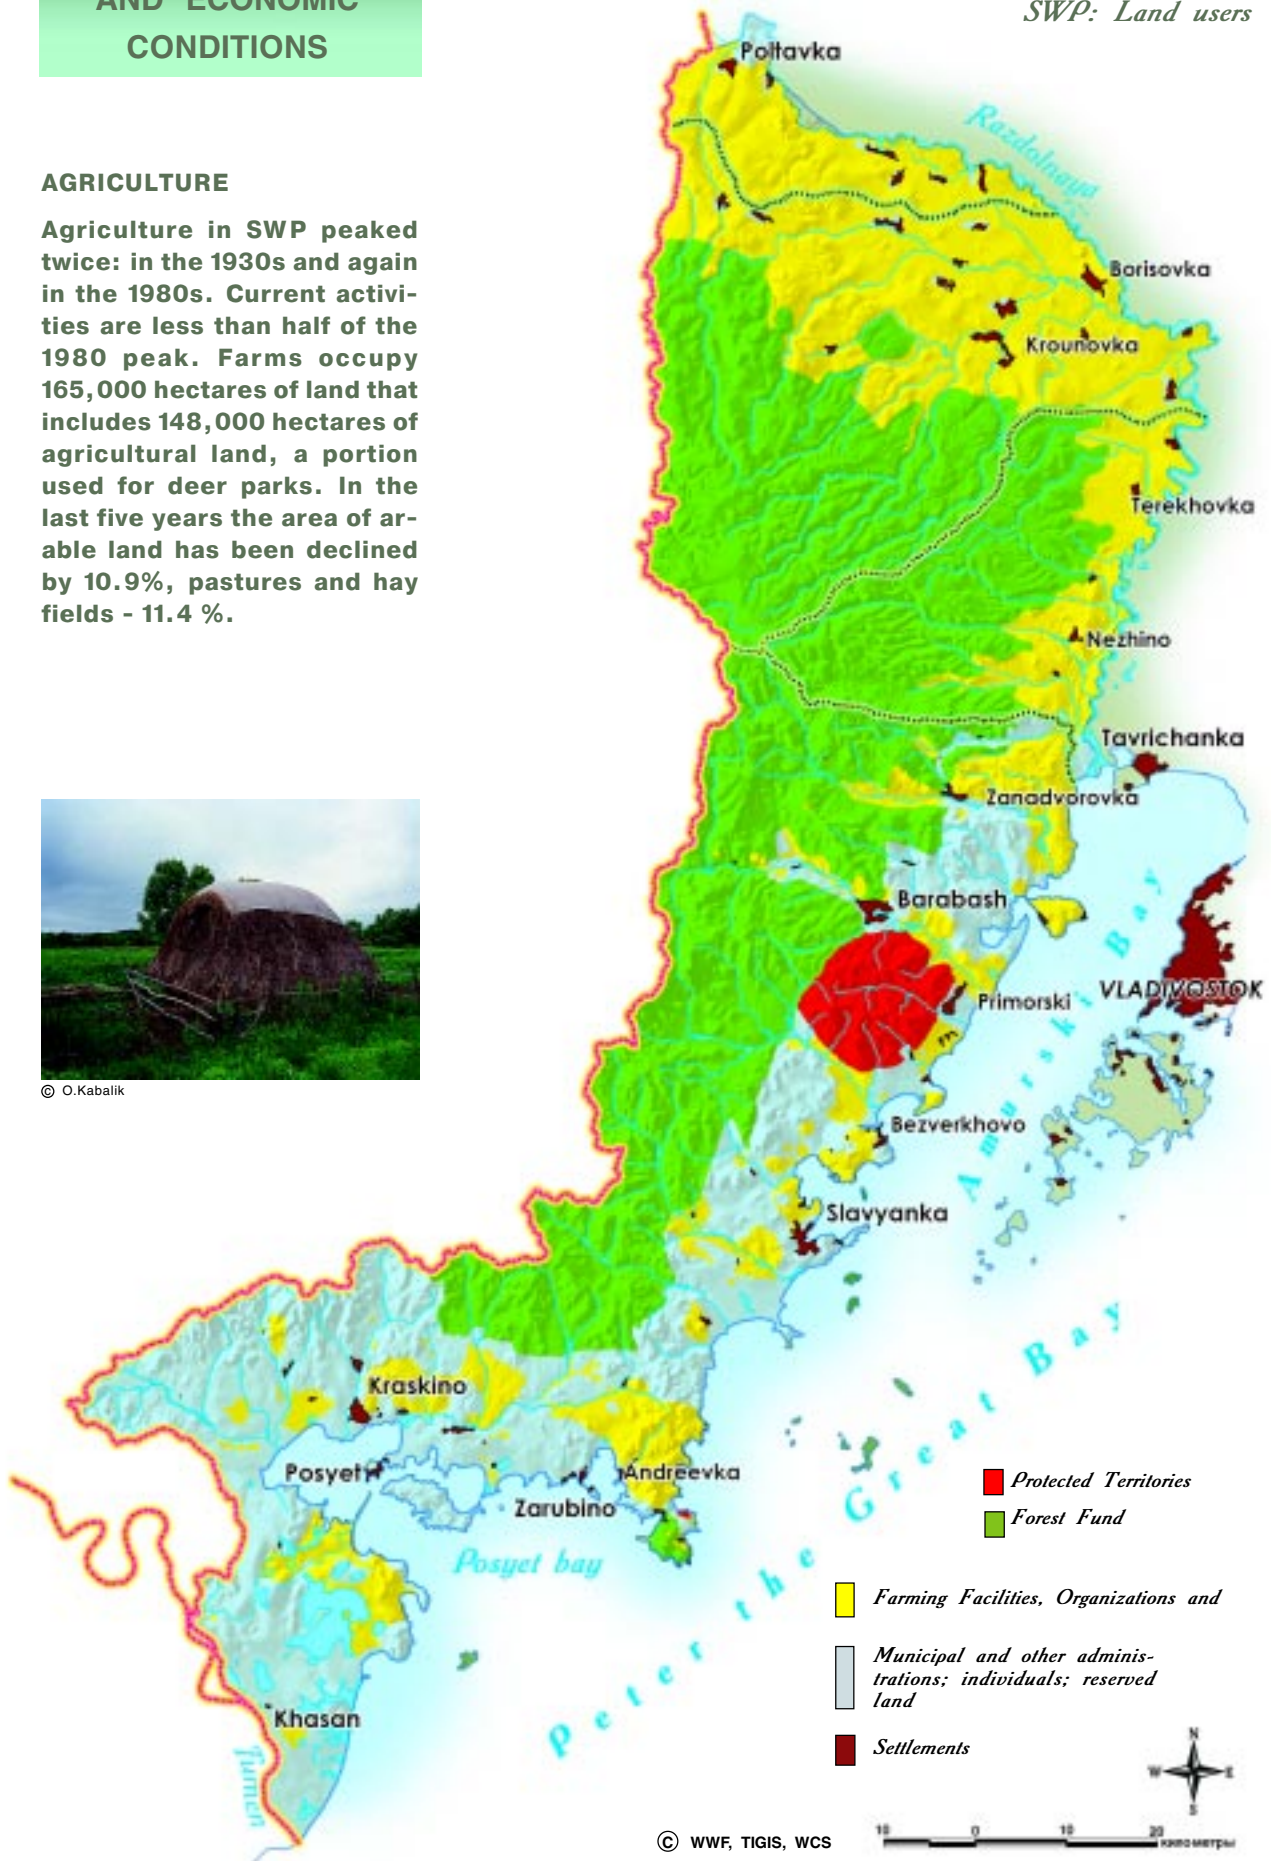 AND ECONOMIC
CONDITIONS
SWP: Land users
AGRICULTURE
Agriculture in SWP peaked
twice: in the 1930s and again
in the 1980s. Current activi-
ties are less than half of the
1980 peak. Farms occupy
165,000 hectares of land that
includes 148,000 hectares of
agricultural land, a portion
used for deer parks. In the
last five years the area of ar-
able land has been declined
by 10.9%, pastures and hay
fields - 11.4 %.
© O.Kabalik
Poltavka
Razdolnaya
Borisovka
Krounovka
Terekhovka
Nezhino
Tavrichanka
Zanadvorovka
Barabash
Primorski
VLADIVOSTOK
Amurski Bay
Bezverkhovo
Slavyanka
Kraskino
Posyet
Andreevka
Zarubino
Posyet bay
Peter the Great Bay
Khasan
Tumen
Protected Territories
Forest Fund
Farming Facilities, Organizations and
Municipal and other adminis-
trations; individuals; reserved
land
Settlements
N
W E
S
10 0 10 20
километры
© WWF, TIGIS, WCS